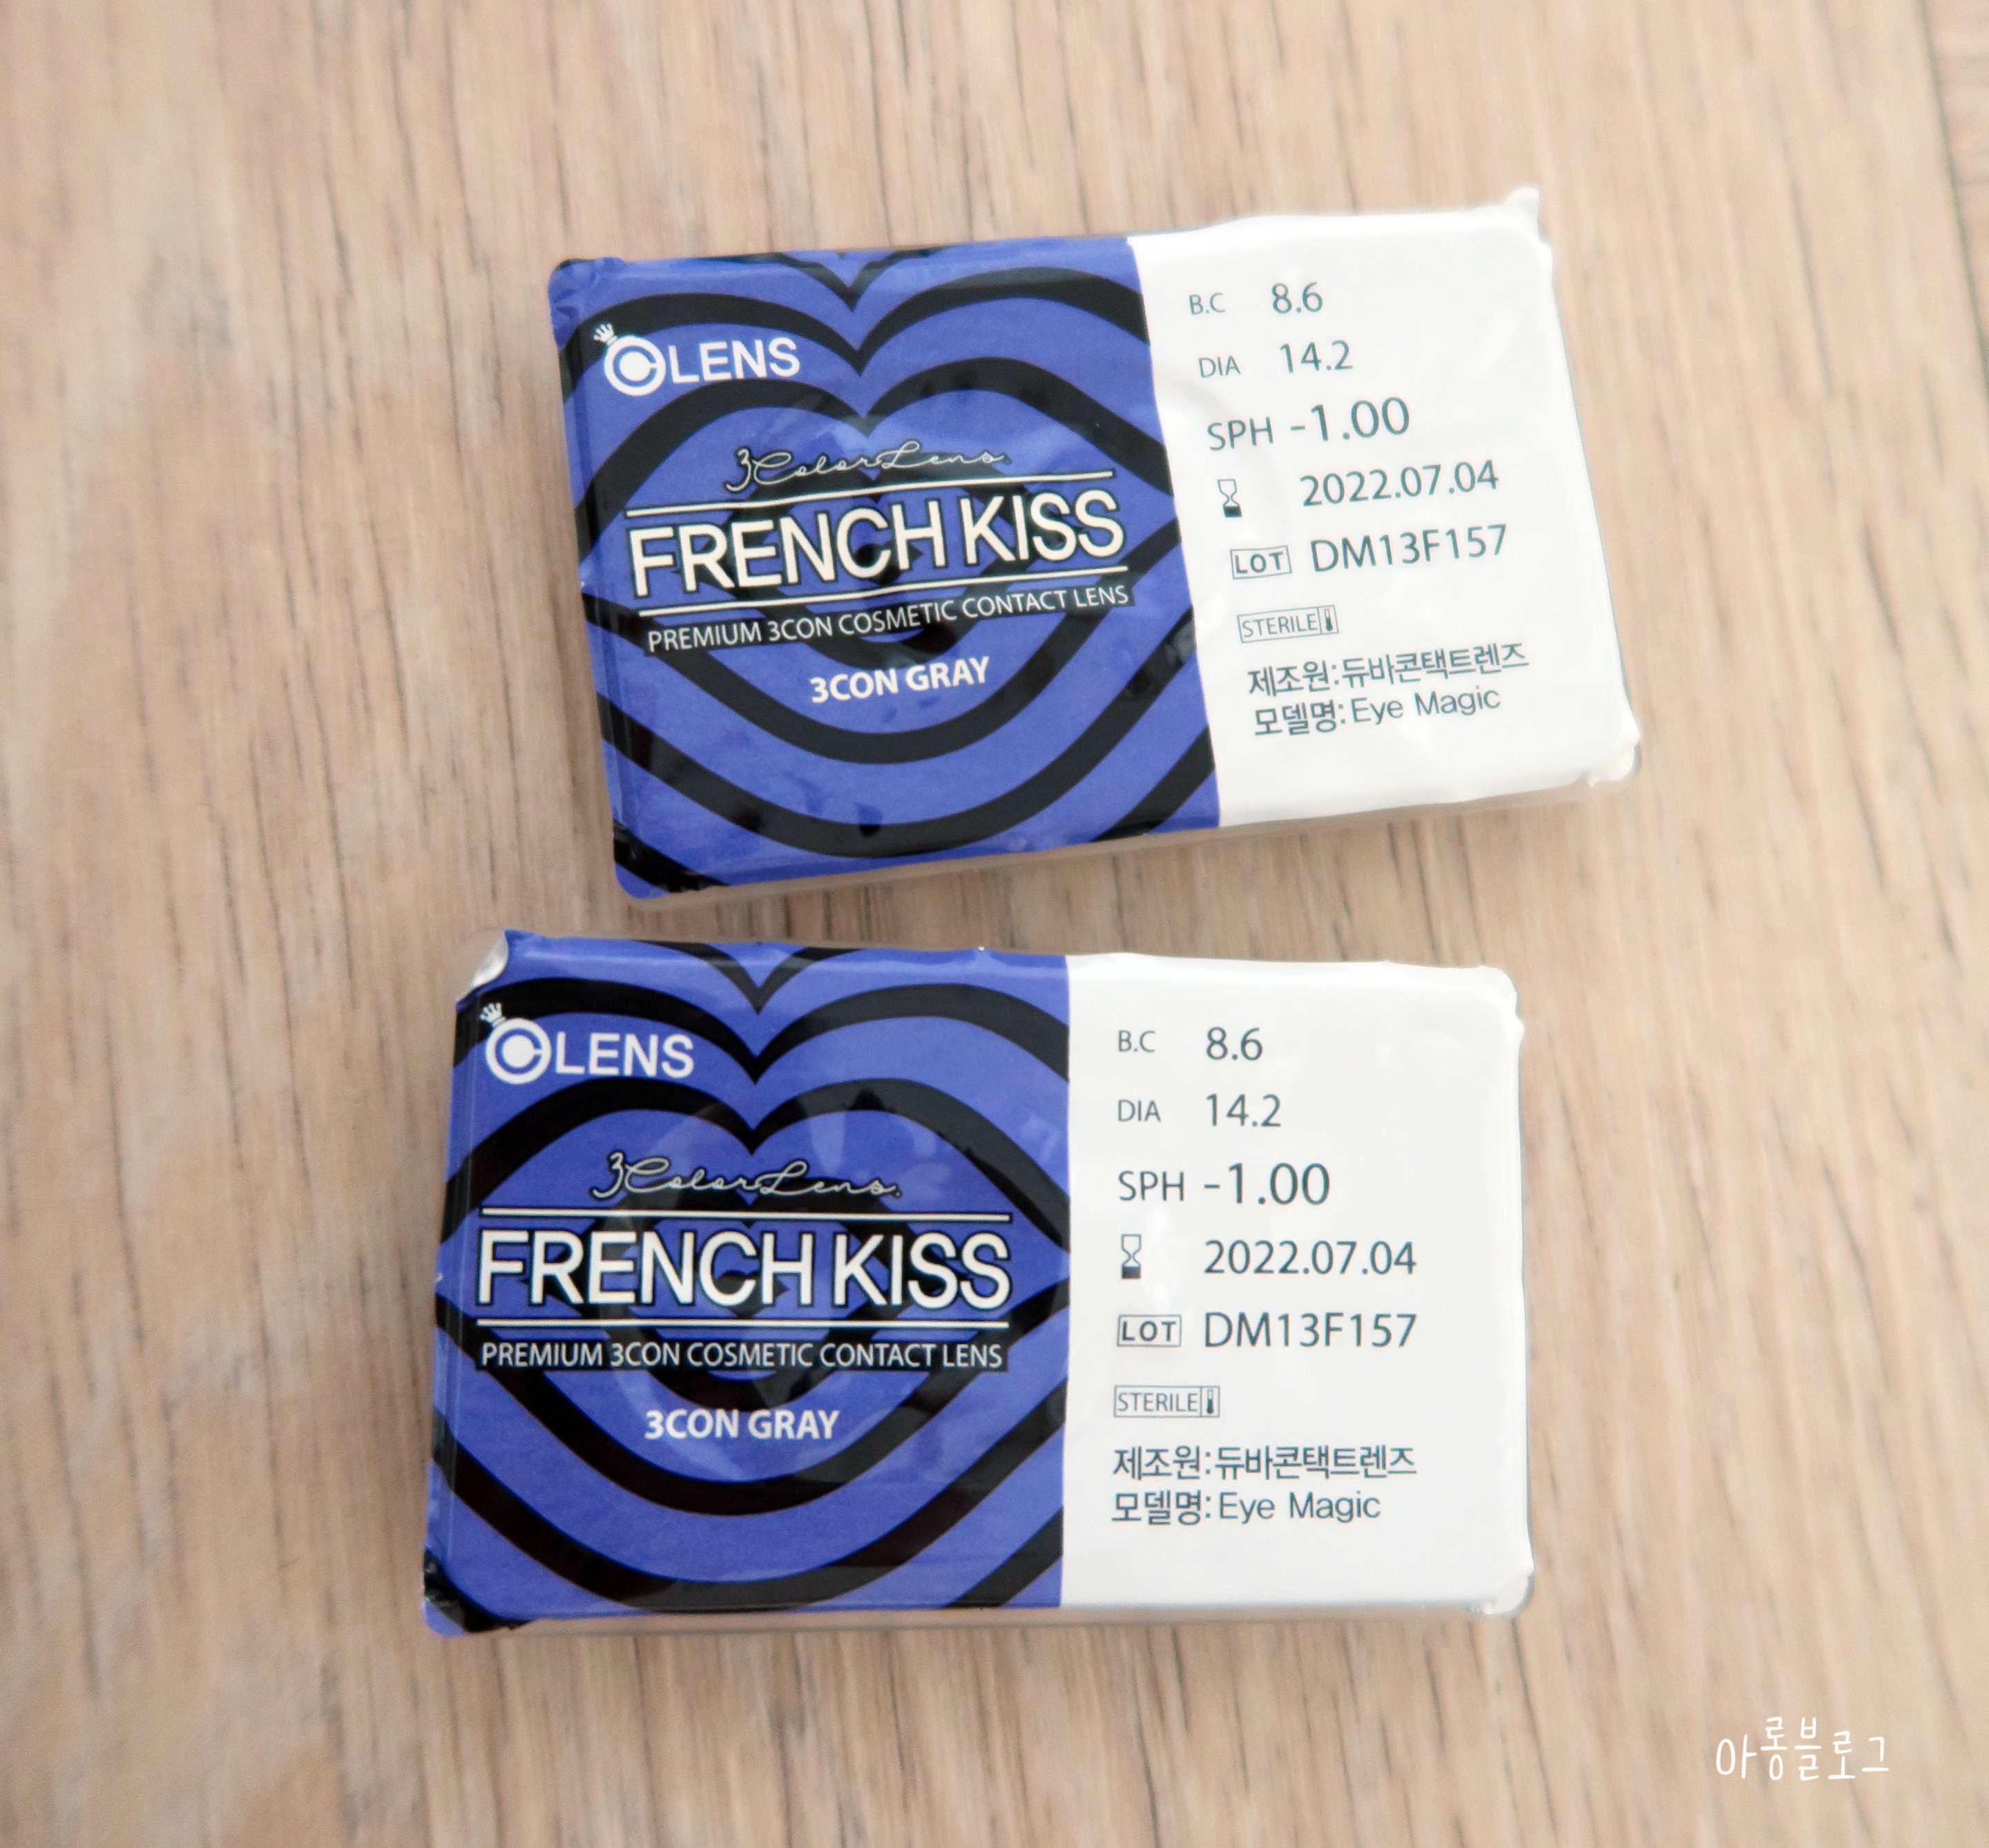 OLENS
3ColorLens.
FRENCH KISS
PREMIUM 3CON COSMETIC CONTACT LENS
3CON GRAY
B.C 8.6
DIA 14.2
SPH -1.00
2022.07.04
LOT DM13F157
STERILE
제조원:듀바콘택트렌즈
모델명:Eye Magic
OLENS
3ColorLens.
FRENCH KISS
PREMIUM 3CON COSMETIC CONTACT LENS
3CON GRAY
B.C 8.6
DIA 14.2
SPH -1.00
2022.07.04
LOT DM13F157
STERILE
제조원:듀바콘택트렌즈
모델명:Eye Magic
아롱블로그